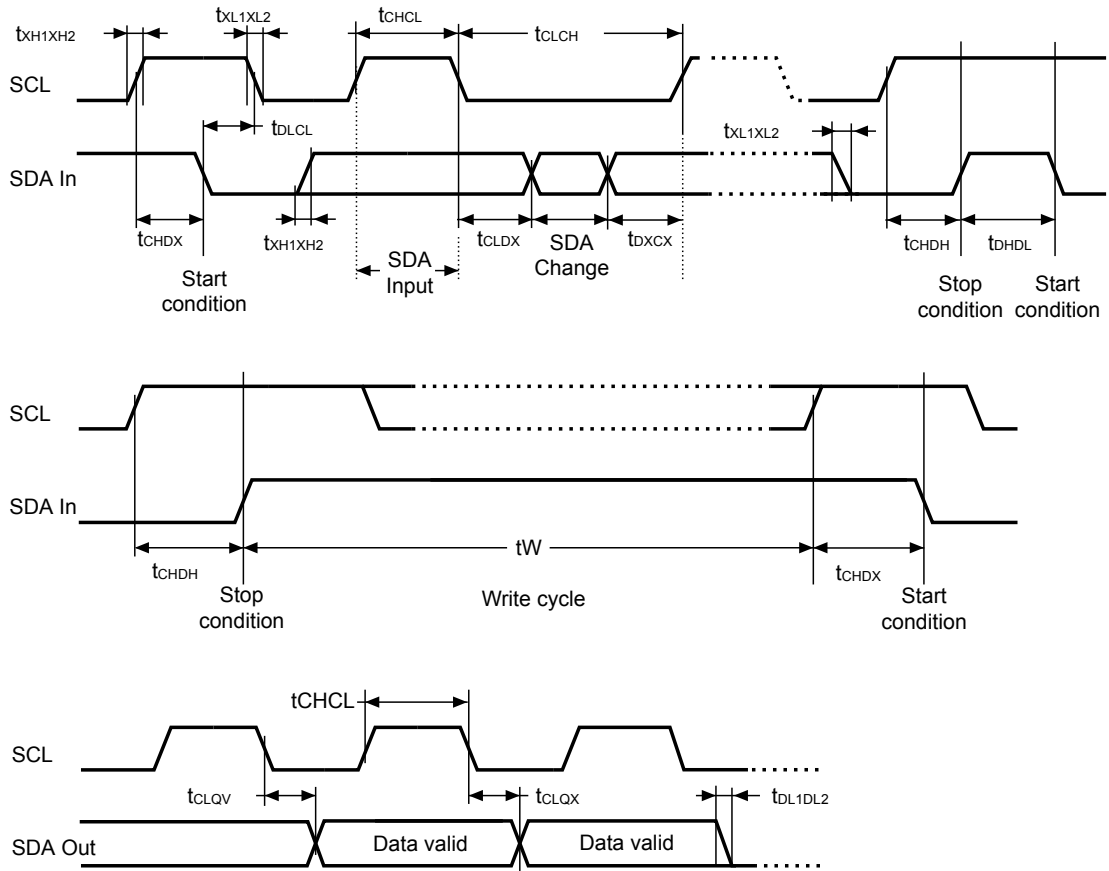 tXL1XL2
tCHCL
tXH1XH2
tCLCH
SCL
tDLCL
tXL1XL2
SDA In
tCHDX
tXH1XH2
tCLDX
SDA
Change
tDXCX
tCHDH
tDHDL
Start
condition
SDA
Input
Stop
condition
Start
condition
SCL
SDA In
tCHDH
tW
tCHDX
Stop
condition
Write cycle
Start
condition
tCHCL
SCL
tCLQV
tCLQX
tDL1DL2
SDA Out
Data valid
Data valid